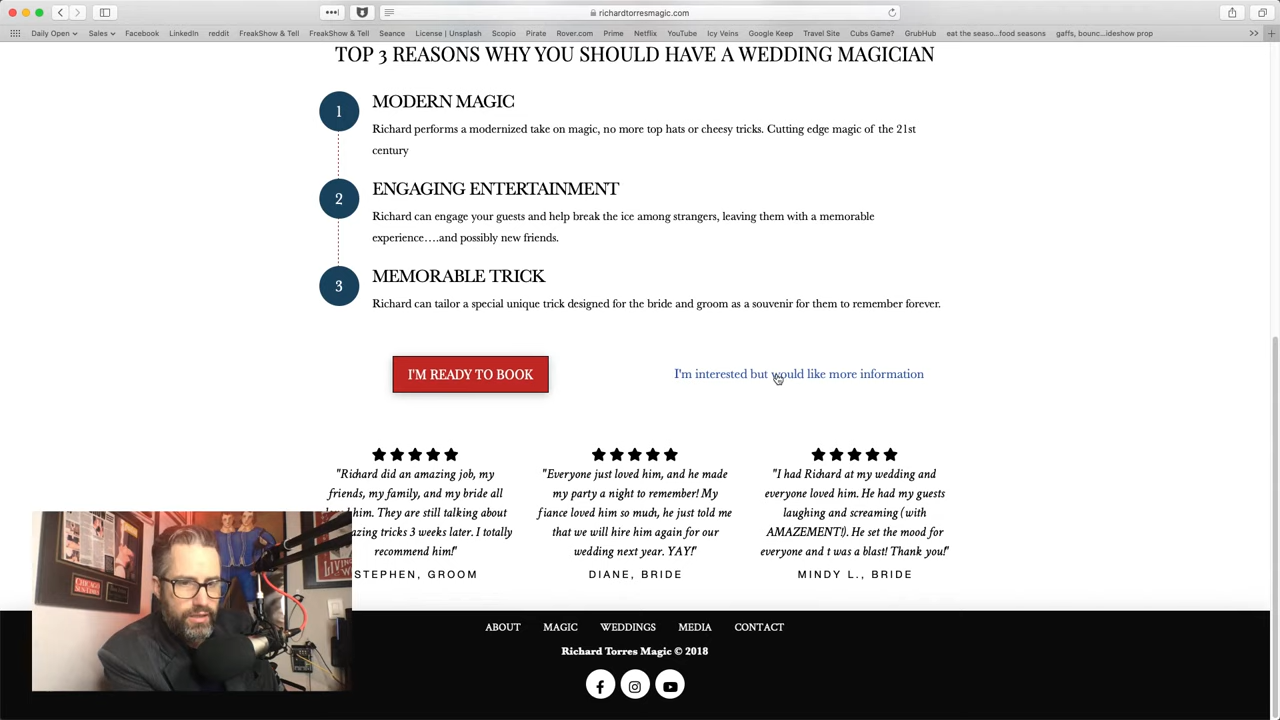 richardtorresmagic.com
Daily Open Sales Facebook LinkedIn reddit FreakShow & Tell FreakShow & Tell Seance License | Unsplash Scopio Pirate Rover.com Prime Netflix YouTube Icy Veins Google Keep Travel Site Cubs Game? GrubHub eat the seaso...food seasons gaffs, bounc...ideshow prop
TOP 3 REASONS WHY YOU SHOULD HAVE A WEDDING MAGICIAN
1
MODERN MAGIC
Richard performs a modernized take on magic, no more top hats or cheesy tricks. Cutting edge magic of the 21st
century
2
ENGAGING ENTERTAINMENT
Richard can engage your guests and help break the ice among strangers, leaving them with a memorable
experience….and possibly new friends.
3
MEMORABLE TRICK
Richard can tailor a special unique trick designed for the bride and groom as a souvenir for them to remember forever.
I'M READY TO BOOK
I'm interested but would like more information
"Richard did an amazing job, my
friends, my family, and my bride all
him. They are still talking about
tricks 3 weeks later. I totally
recommend him!"
STEPHEN, GROOM
"Everyone just loved him, and he made
my party a night to remember! My
fiance loved him so much, he just told me
that we will hire him again for our
wedding next year. YAY!"
DIANE, BRIDE
"I had Richard at my wedding and
everyone loved him. He had my guests
laughing and screaming (with
AMAZEMENT!). He set the mood for
everyone and t was a blast! Thank you!"
MINDY L., BRIDE
CHICAGO
SUN-TIMES
ABOUT MAGIC WEDDINGS MEDIA CONTACT
Richard Torres Magic © 2018